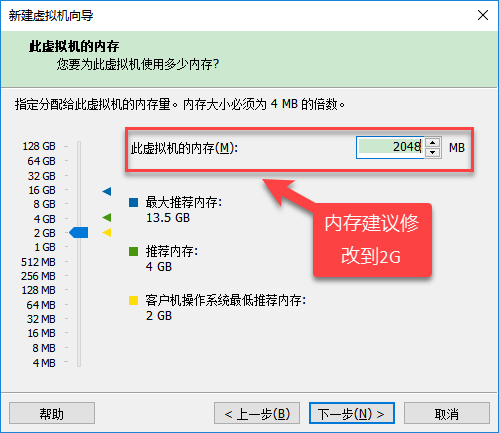 新建虚拟机向导
此虚拟机的内存
您要为此虚拟机使用多少内存?
指定分配给此虚拟机的内存量。内存大小必须为 4 MB 的倍数。
此虚拟机的内存(M): 2048 MB
128 GB
64 GB
32 GB
16 GB
8 GB
4 GB
2 GB
1 GB
512 MB
256 MB
128 MB
64 MB
32 MB
16 MB
8 MB
4 MB
最大推荐内存:
13.5 GB
推荐内存:
4 GB
客户机操作系统最低推荐内存:
2 GB
内存建议修
改到2G
帮助 < 上一步(B) 下一步(N) > 取消